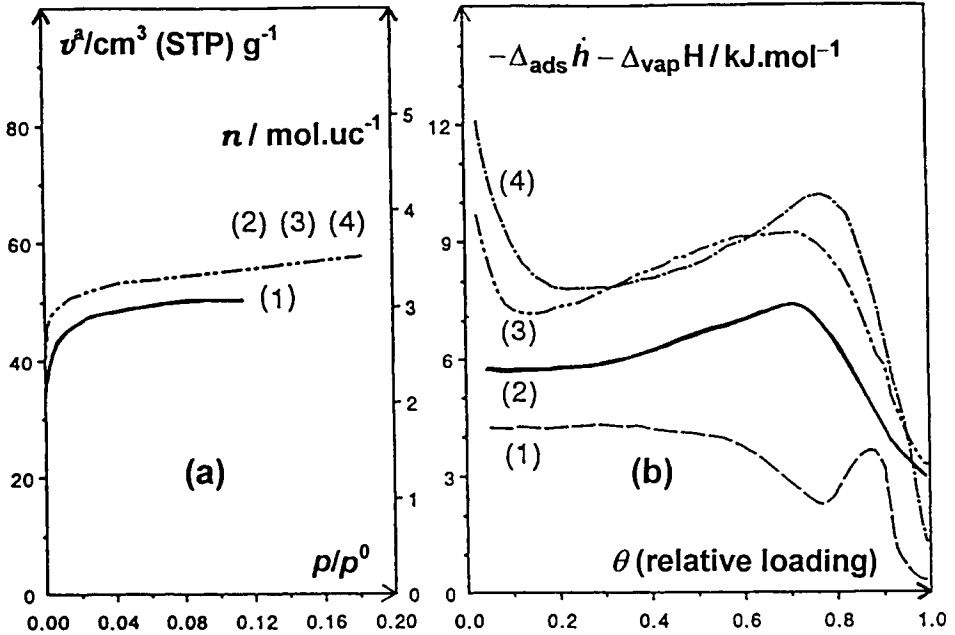 𝑣ᵃ/cm³ (STP) g⁻¹
n / mol.uc⁻¹
80
60
40
20
0
5
4
3
2
1
0
(2) (3) (4)
(1)
(a)
p/p⁰
0.00 0.04 0.08 0.12 0.16 0.20
−Δads ḣ − Δvap H / kJ.mol⁻¹
12
9
6
3
0
(4)
(3)
(2)
(1)
(b)
θ (relative loading)
0.0 0.2 0.4 0.6 0.8 1.0